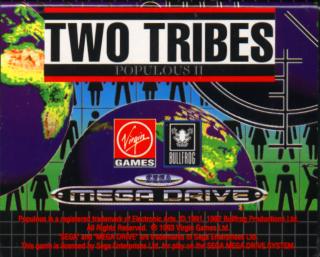 TWO TRIBES
POPULOUS II
Virgin
GAMES
BULLFROG
SEGA
MEGA DRIVE
Populous is a registered trademark of Electronic Arts. (C) 1991, 1992 Bullfrog Productions Ltd.
All Rights Reserved. © 1993 Virgin Games Ltd.
"SEGA" and "MEGA DRIVE" are trademarks of Sega Enterprises Ltd.
This game is licensed by Sega Enterprises Ltd. for play on the SEGA MEGA DRIVE SYSTEM.